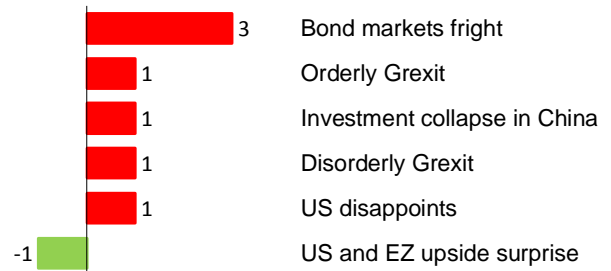 3 Bond markets fright
1 Orderly Grexit
1 Investment collapse in China
1 Disorderly Grexit
1 US disappoints
-1 US and EZ upside surprise